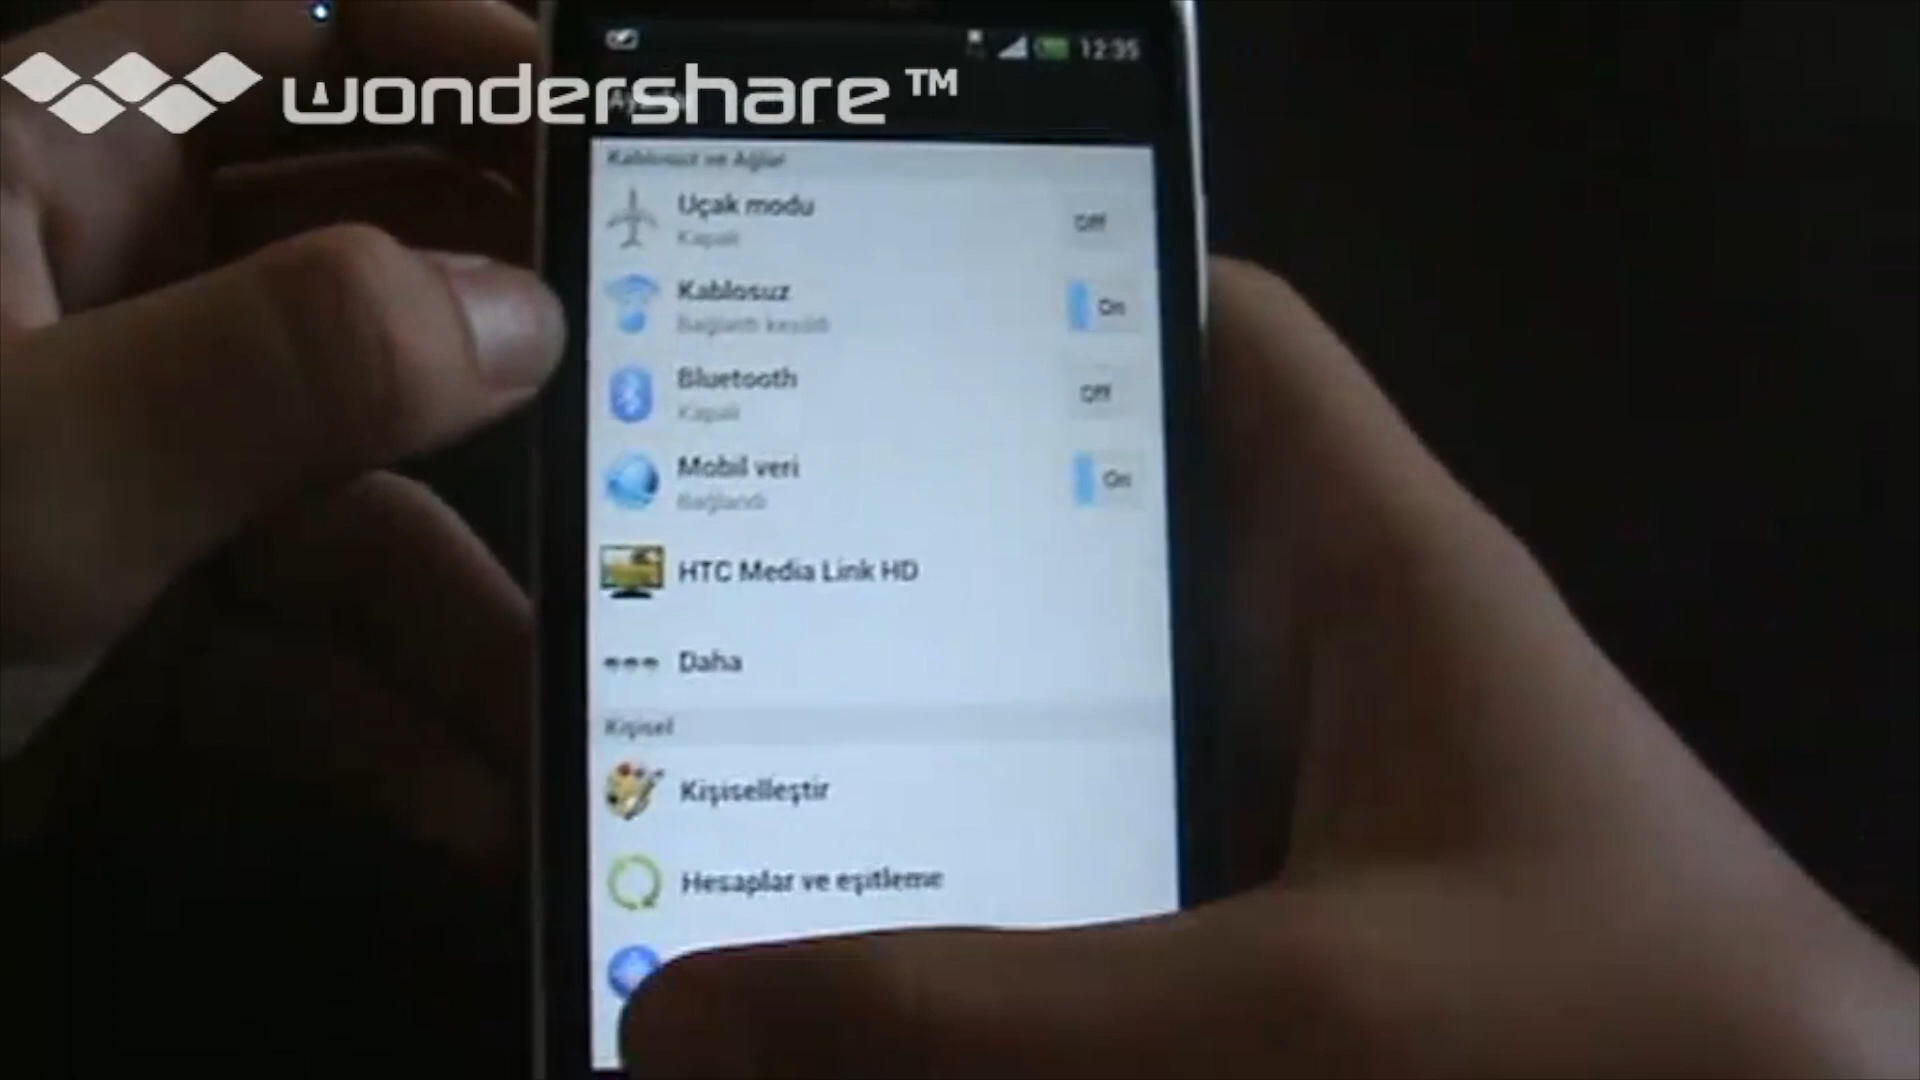 12:35
wondershare™
Kablosuz ve Ağlar
Uçak modu
Off
Kapalı
Kablosuz
On
Bağlantı kesildi
Bluetooth
Off
Kapalı
Mobil veri
On
Bağlandı
HTC Media Link HD
Daha
Kişisel
Kişiselleştir
Hesaplar ve eşitleme